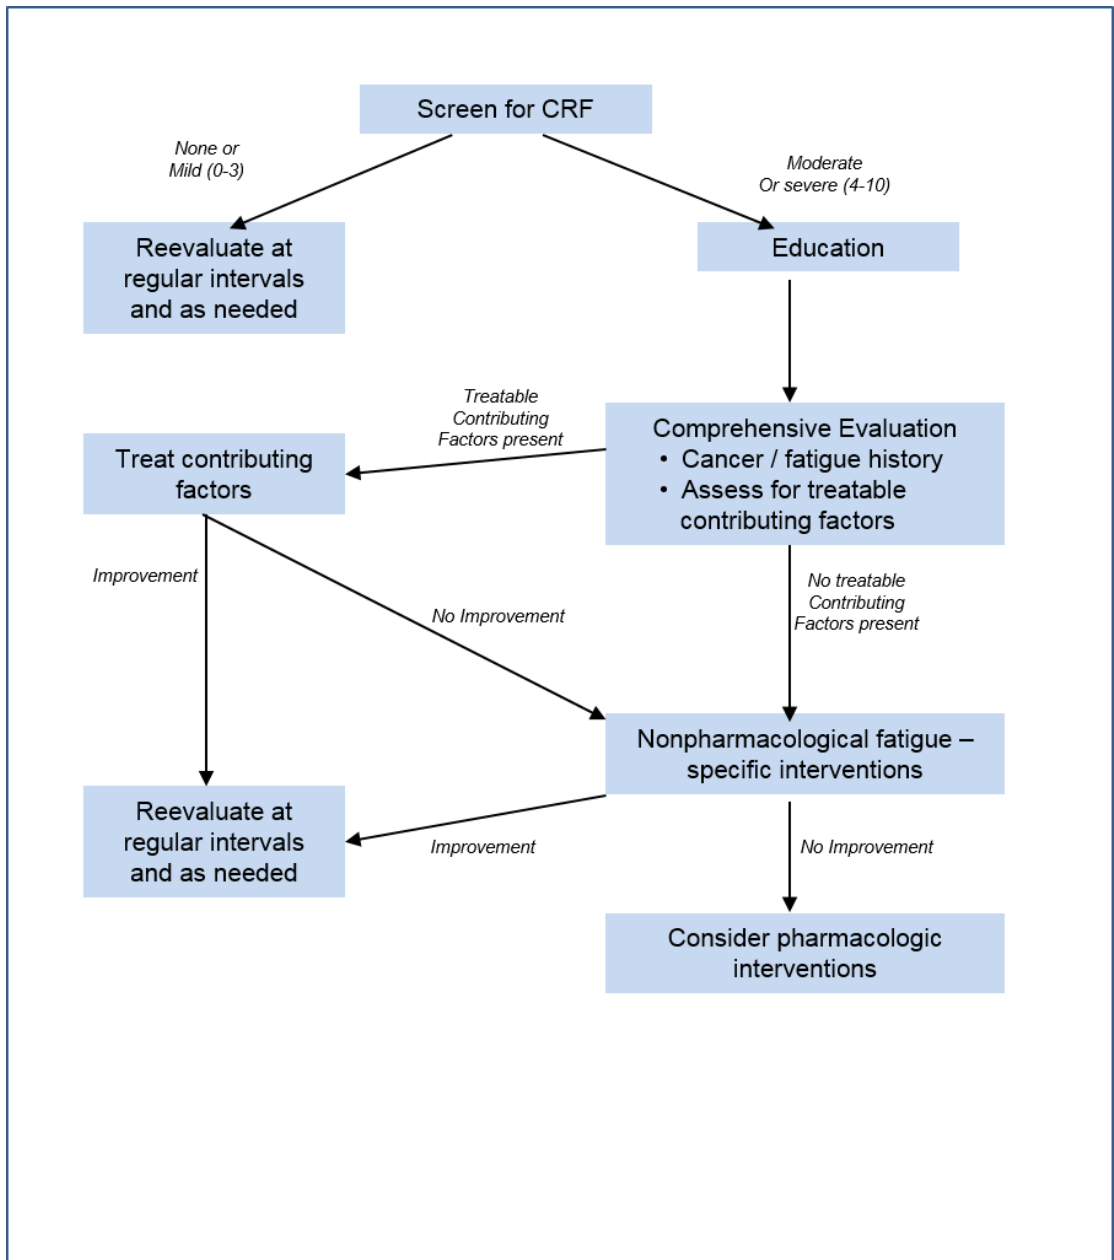 Screen for CRF
None or
Mild (0-3)
Moderate
Or severe (4-10)
Reevaluate at
regular intervals
and as needed
Education
Treatable
Contributing
Factors present
Comprehensive Evaluation
• Cancer / fatigue history
• Assess for treatable
contributing factors
Treat contributing
factors
Improvement
No Improvement
No treatable
Contributing
Factors present
Nonpharmacological fatigue –
specific interventions
Reevaluate at
regular intervals
and as needed
Improvement
No Improvement
Consider pharmacologic
interventions